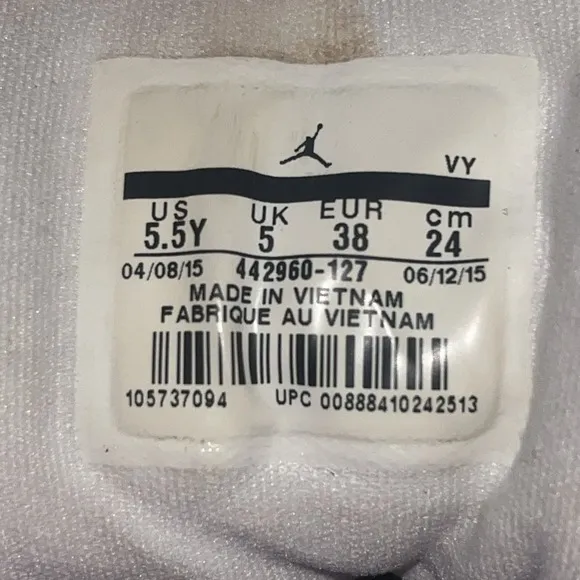 VY
US UK EUR cm
5.5Y 5 38 24
04/08/15 442960-127 06/12/15
MADE IN VIETNAM
FABRIQUE AU VIETNAM
105737094 UPC 00888410242513